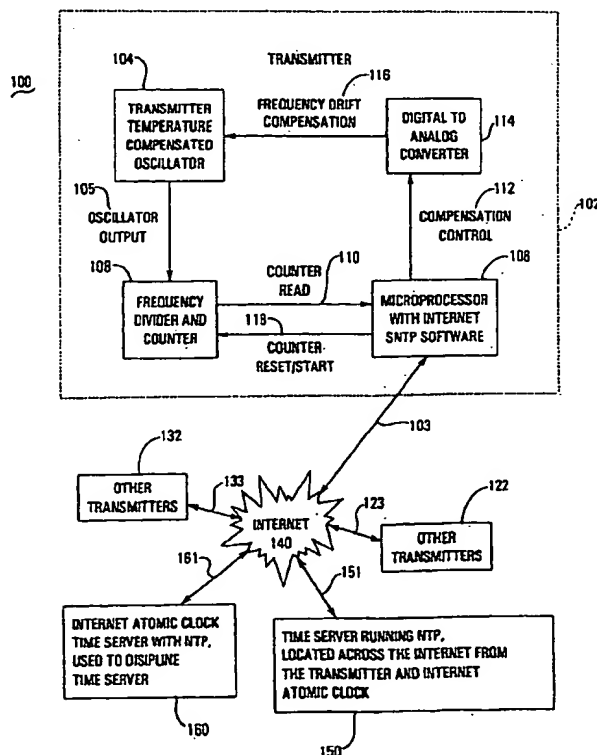 100
104
TRANSMITTER
116
TRANSMITTER
TEMPERATURE
COMPENSATED
OSCILLATOR
FREQUENCY DRIFT
COMPENSATION
DIGITAL TO
ANALOG
CONVERTER
114
102
105
OSCILLATOR
OUTPUT
112
COMPENSATION
CONTROL
108
110
108
FREQUENCY
DIVIDER AND
COUNTER
COUNTER
READ
118
COUNTER
RESET/START
MICROPROCESSOR
WITH INTERNET
SNTP SOFTWARE
103
132
OTHER
TRANSMITTERS
133
INTERNET
140
123
122
OTHER
TRANSMITTERS
161
151
INTERNET ATOMIC CLOCK
TIME SERVER WITH NTP,
USED TO DISIPLINE
TIME SERVER
160
TIME SERVER RUNNING NTP,
LOCATED ACROSS THE INTERNET FROM
THE TRANSMITTER AND INTERNET
ATOMIC CLOCK
150